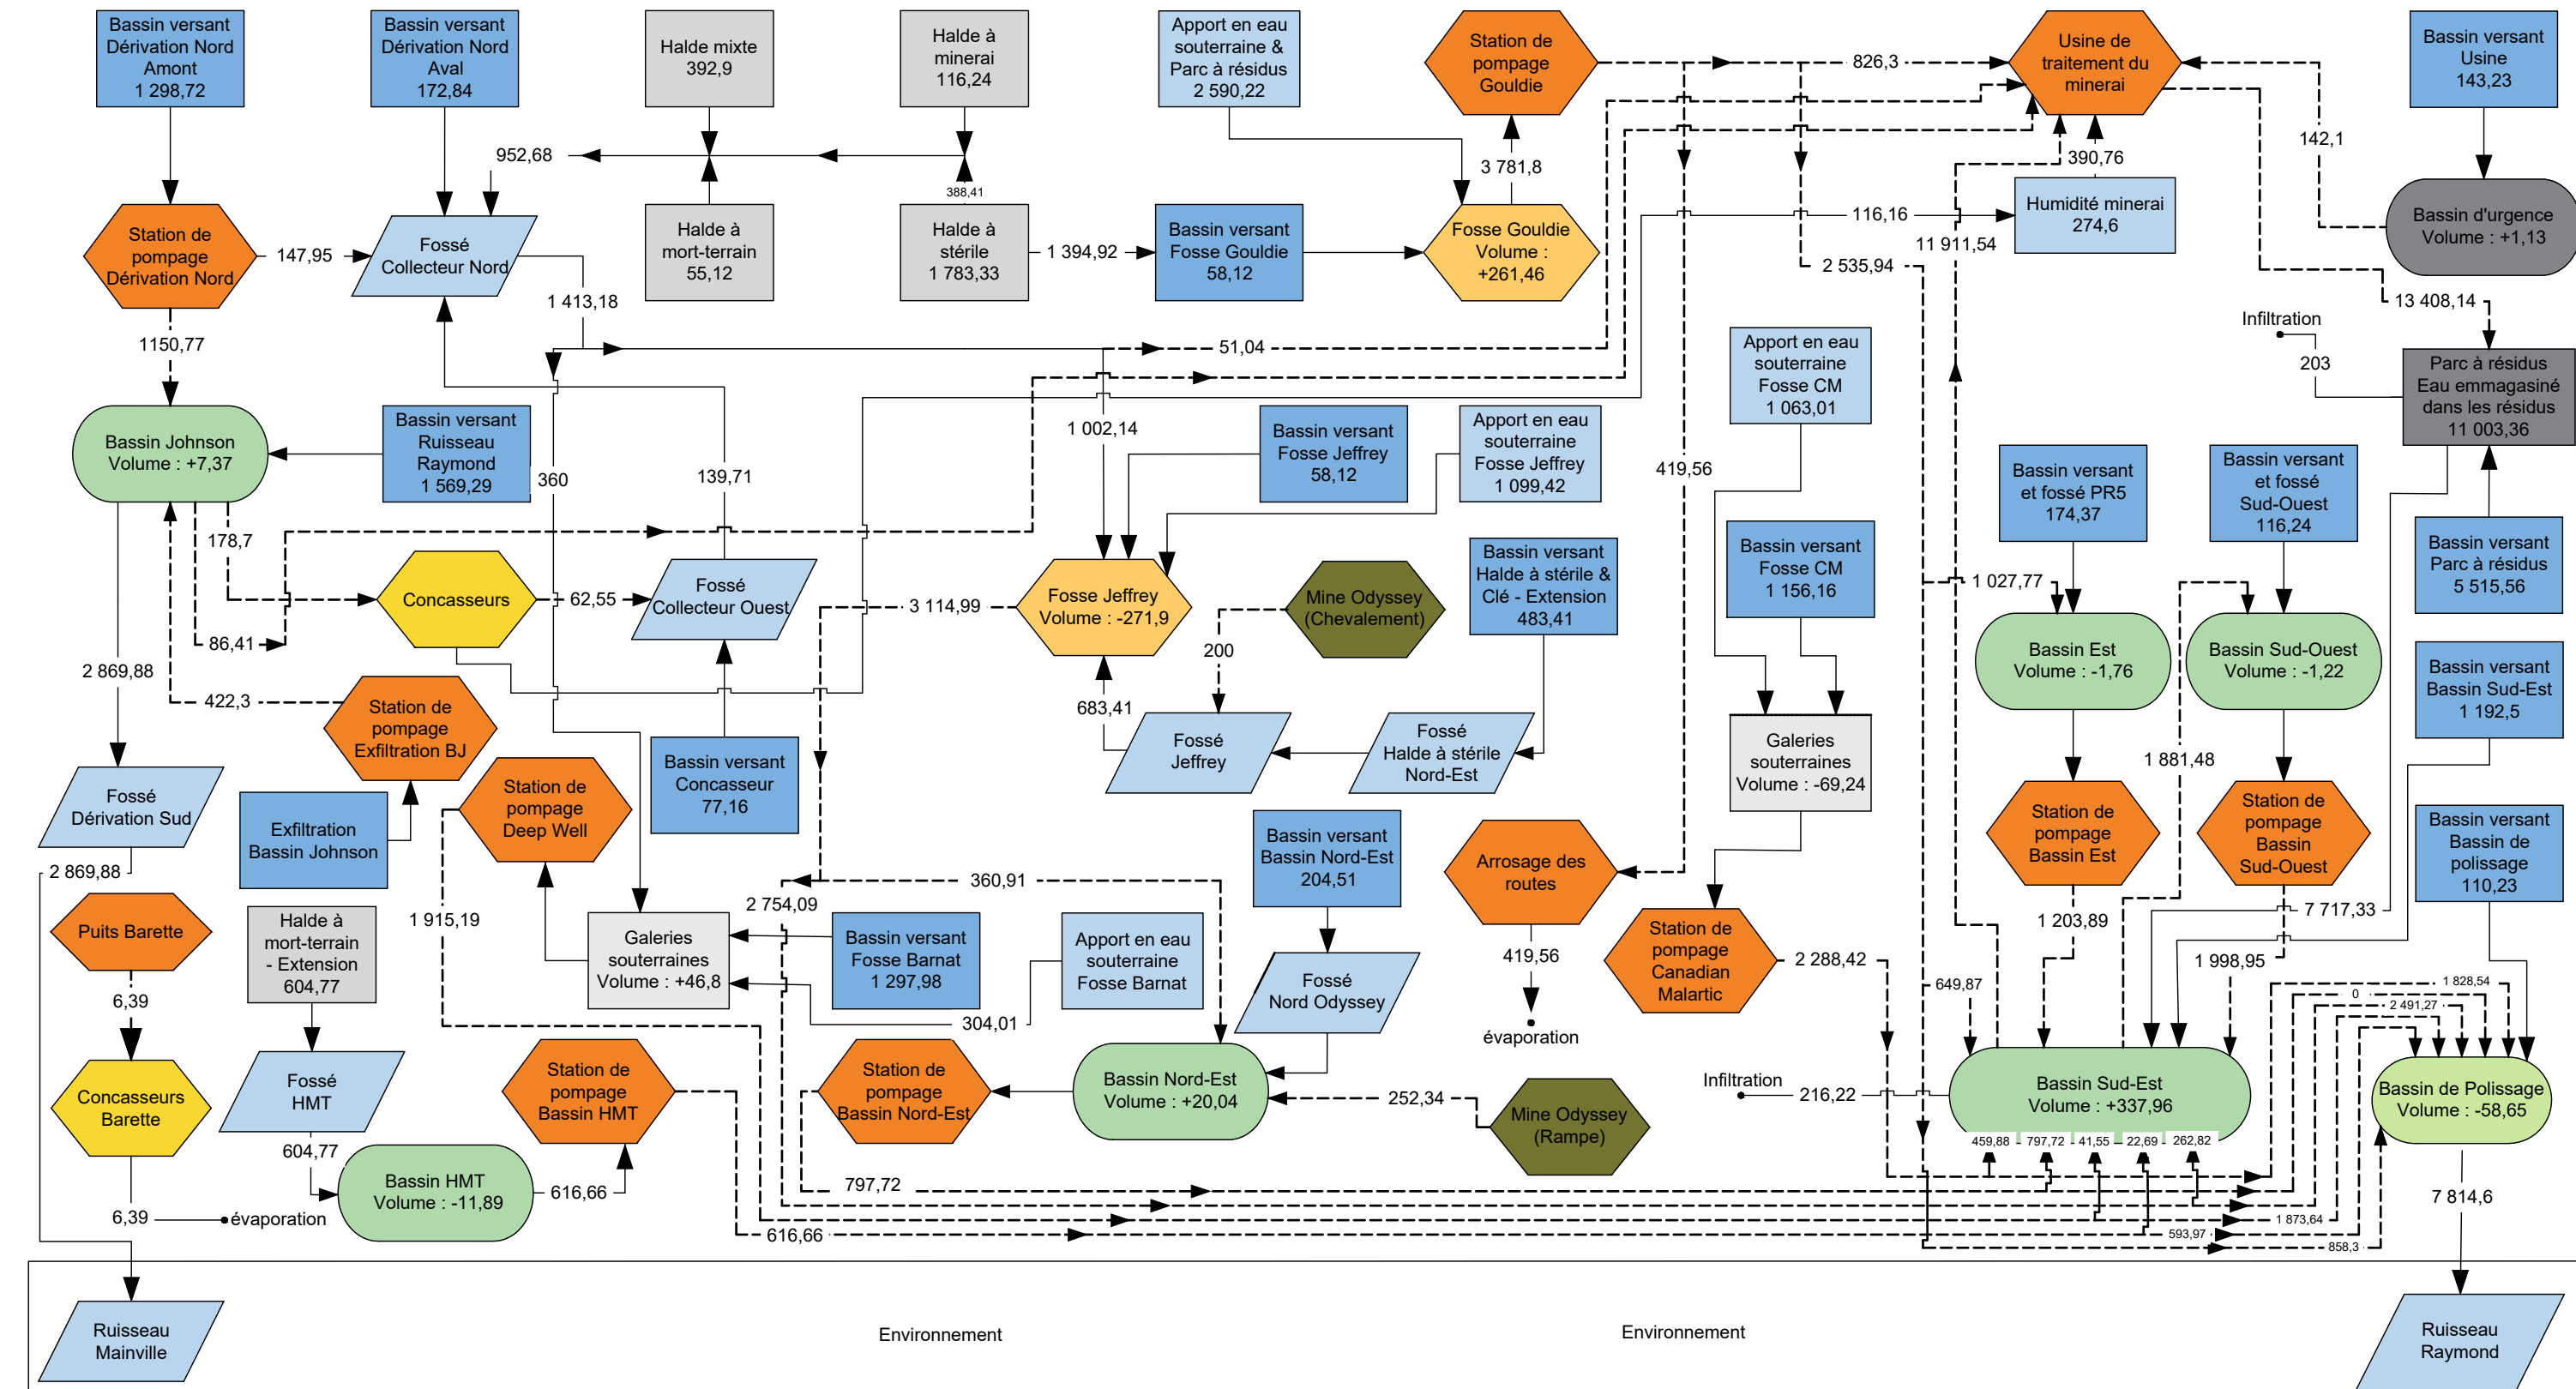 Bassin versant
Dérivation Nord
Amont
1 298,72
Bassin versant
Dérivation Nord
Aval
172,84
Halde mixte
392,9
Halde à
minerai
116,24
Apport en eau
souterraine &
Parc à résidus
2 590,22
Station de
pompage
Gouldie
826,3
Usine de
traitement du
minerai
Bassin versant
Usine
143,23
952,68
388,41
3 781,8
390,76
142,1
Station de
pompage
Dérivation Nord
147,95
Fossé
Collecteur Nord
Halde à
mort-terrain
55,12
Halde à
stérile
1 783,33
1 394,92
Bassin versant
Fosse Gouldie
58,12
Fosse Gouldie
Volume :
+261,46
116,16
Humidité minerai
274,6
Bassin d'urgence
Volume : +1,13
11 911,54
2 535,94
1 413,18
13 408,14
1150,77
51,04
Infiltration
203
Apport en eau
souterraine
Fosse CM
1 063,01
Parc à résidus
Eau emmagasiné
dans les résidus
11 003,36
Bassin Johnson
Volume : +7,37
Bassin versant
Ruisseau
Raymond
1 569,29
360
139,71
1 002,14
Bassin versant
Fosse Jeffrey
58,12
Apport en eau
souterraine
Fosse Jeffrey
1 099,42
419,56
Bassin versant
et fossé PR5
174,37
Bassin versant
et fossé
Sud-Ouest
116,24
Bassin versant
Parc à résidus
5 515,56
178,7
86,41
Concasseurs
62,55
Fossé
Collecteur Ouest
3 114,99
Fosse Jeffrey
Volume : -271,9
Mine Odyssey
(Chevalement)
Bassin versant
Halde à stérile &
Clé - Extension
483,41
Bassin versant
Fosse CM
1 156,16
1 027,77
200
Bassin Est
Volume : -1,76
Bassin Sud-Ouest
Volume : -1,22
Bassin versant
Bassin Sud-Est
1 192,5
2 869,88
422,3
Station de
pompage
Exfiltration BJ
683,41
Fossé
Jeffrey
Fossé
Halde à stérile
Nord-Est
Galeries
souterraines
Volume : -69,24
1 881,48
Fossé
Dérivation Sud
Exfiltration
Bassin Johnson
Station de
pompage
Deep Well
Bassin versant
Concasseur
77,16
Bassin versant
Bassin Nord-Est
204,51
Arrosage des
routes
Station de
pompage
Bassin Est
Station de
pompage
Bassin
Sud-Ouest
Bassin versant
Bassin de
polissage
110,23
2 869,88
360,91
2 754,09
1 915,19
1 203,89
7 717,33
Puits Barette
Halde à
mort-terrain
- Extension
604,77
Galeries
souterraines
Volume : +46,8
Bassin versant
Fosse Barnat
1 297,98
Apport en eau
souterraine
Fosse Barnat
304,01
Fossé
Nord Odyssey
419,56
évaporation
Station de
pompage
Canadian
Malartic
2 288,42
649,87
1 998,95
1 828,54
0
2 491,27
6,39
Concasseurs
Barette
Fossé
HMT
Station de
pompage
Bassin HMT
Station de
pompage
Bassin Nord-Est
Bassin Nord-Est
Volume : +20,04
252,34
Mine Odyssey
(Rampe)
Infiltration
216,22
Bassin Sud-Est
Volume : +337,96
Bassin de Polissage
Volume : -58,65
459,88
797,72
41,55
22,69
262,82
604,77
Bassin HMT
Volume : -11,89
616,66
797,72
7 814,6
6,39
évaporation
616,66
1 873,64
593,97
858,3
Ruisseau
Mainville
Environnement
Environnement
Ruisseau
Raymond